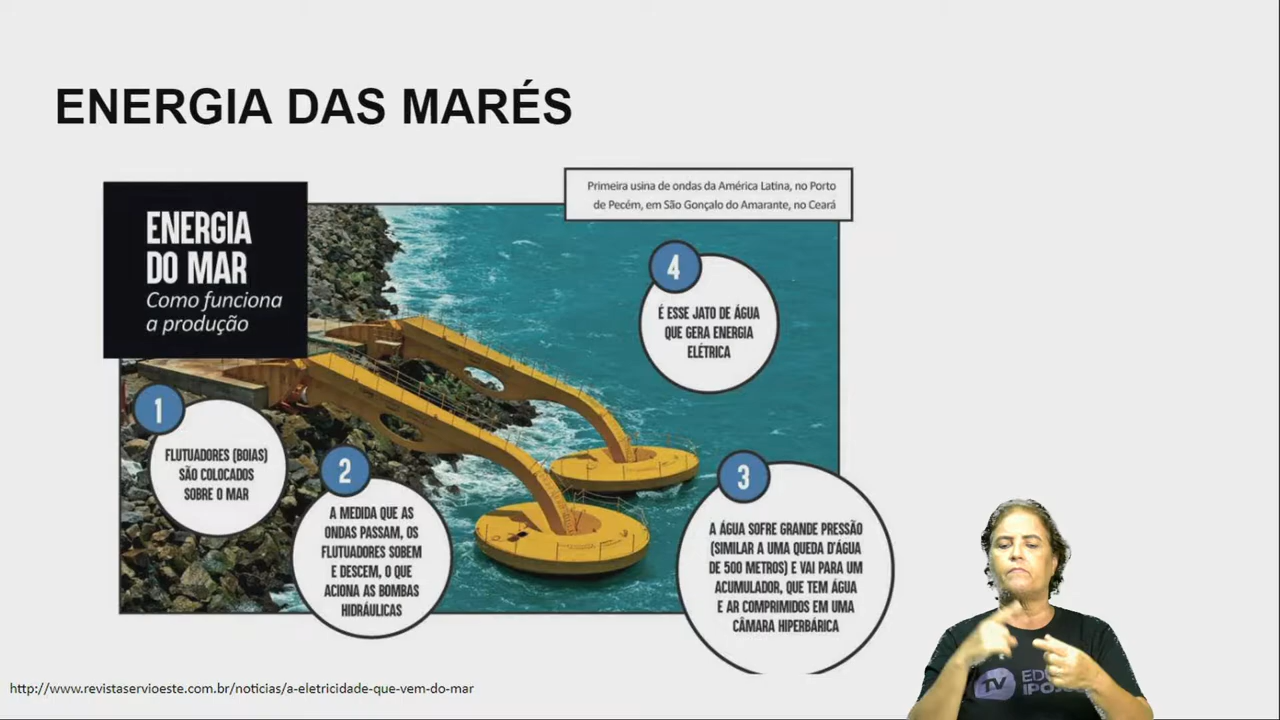 ENERGIA DAS MARÉS
ENERGIA
DO MAR
Como funciona
a produção
Primeira usina de ondas da América Latina, no Porto
de Pecém, em São Gonçalo do Amarante, no Ceará
1
FLUTUADORES (BOIAS)
SÃO COLOCADOS
SOBRE O MAR
2
A MEDIDA QUE AS
ONDAS PASSAM, OS
FLUTUADORES SOBEM
E DESCEM, O QUE
ACIONA AS BOMBAS
HIDRÁULICAS
3
A ÁGUA SOFRE GRANDE PRESSÃO
(SIMILAR A UMA QUEDA D'ÁGUA
DE 500 METROS) E VAI PARA UM
ACUMULADOR, QUE TEM ÁGUA
E AR COMPRIMIDOS EM UMA
CÂMARA HIPERBÁRICA
4
É ESSE JATO DE ÁGUA
QUE GERA ENERGIA
ELÉTRICA
http://www.revistaservioeste.com.br/noticias/a-eletricidade-que-vem-do-mar
TV